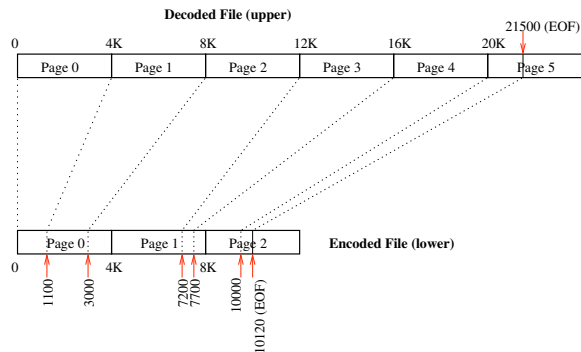 Decoded File (upper)
21500 (EOF)
0 4K 8K 12K 16K 20K
Page 0 Page 1 Page 2 Page 3 Page 4 Page 5
Page 0 Page 1 Page 2
Encoded File (lower)
0 4K 8K
1100
3000
7200
7700
10000
10120 (EOF)